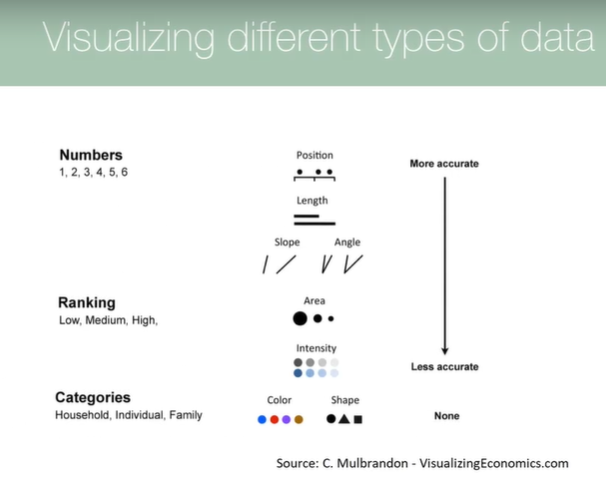 Visualizing different types of data
Numbers
1, 2, 3, 4, 5, 6
Position
More accurate
Length
Slope
Angle
Ranking
Low, Medium, High,
Area
Intensity
Less accurate
Categories
Household, Individual, Family
Color
Shape
None
Source: C. Mulbrandon - VisualizingEconomics.com